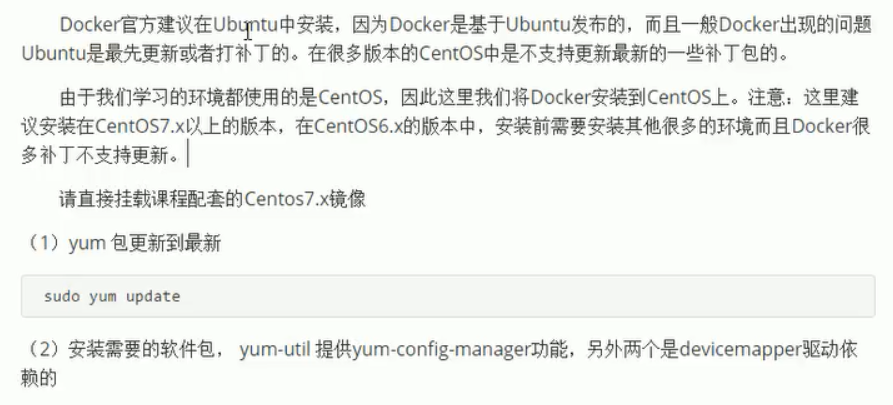 Docker官方建议在Ubuntu中安装，因为Docker是基于Ubuntu发布的，而且一般Docker出现的问题
Ubuntu是最先更新或者打补丁的。在很多版本的CentOS中是不支持更新最新的一些补丁包的。
由于我们学习的环境都使用的是CentOS，因此这里我们将Docker安装到CentOS上。注意：这里建
议安装在CentOS7.x以上的版本，在CentOS6.x的版本中，安装前需要安装其他很多的环境而且Docker很
多补丁不支持更新。
请直接挂载课程配套的Centos7.x镜像
（1）yum 包更新到最新
sudo yum update
（2）安装需要的软件包， yum-util 提供yum-config-manager功能，另外两个是devicemapper驱动依
赖的